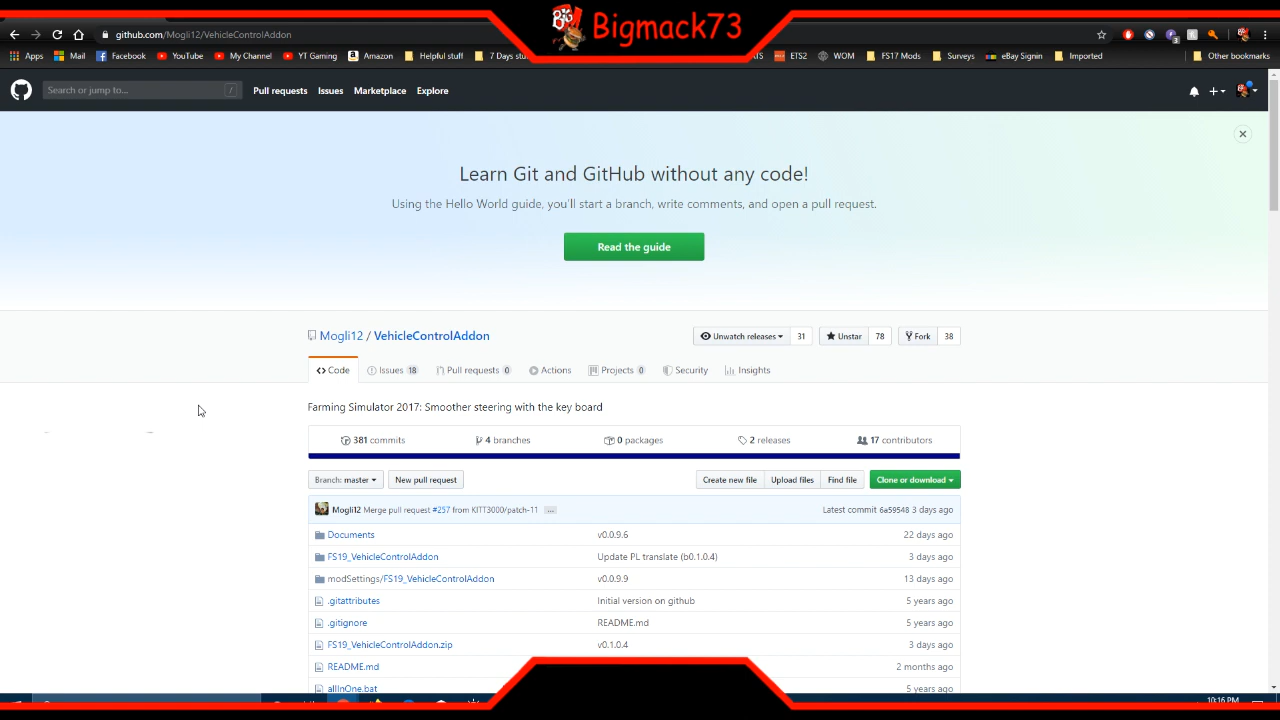 Bigmack73
github.com/Mogli12/VehicleControlAddon
Apps Mail Facebook YouTube My Channel YT Gaming Amazon Helpful stuff 7 Days ATS ETS2 WOM FS17 Mods Surveys eBay Signin Imported Other bookmarks
Search or jump to... / Pull requests Issues Marketplace Explore
Learn Git and GitHub without any code!
Using the Hello World guide, you'll start a branch, write comments, and open a pull request.
Read the guide
Mogli12 / VehicleControlAddon Unwatch releases 31 Unstar 78 Fork 38
Code Issues 18 Pull requests 0 Actions Projects 0 Security Insights
Farming Simulator 2017: Smoother steering with the key board
381 commits 4 branches 0 packages 2 releases 17 contributors
Branch: master New pull request Create new file Upload files Find file Clone or download
Mogli12 Merge pull request #257 from KITT3000/patch-11 ... Latest commit 6a59548 3 days ago
Documents v0.0.9.6 22 days ago
FS19_VehicleControlAddon Update PL translate (b0.1.0.4) 3 days ago
modSettings/FS19_VehicleControlAddon v0.0.9.9 13 days ago
.gitattributes Initial version on github 5 years ago
.gitignore README.md 5 years ago
FS19_VehicleControlAddon.zip v0.1.0.4 3 days ago
README.md 2 months ago
allInOne.bat 5 years ago
10:16 PM